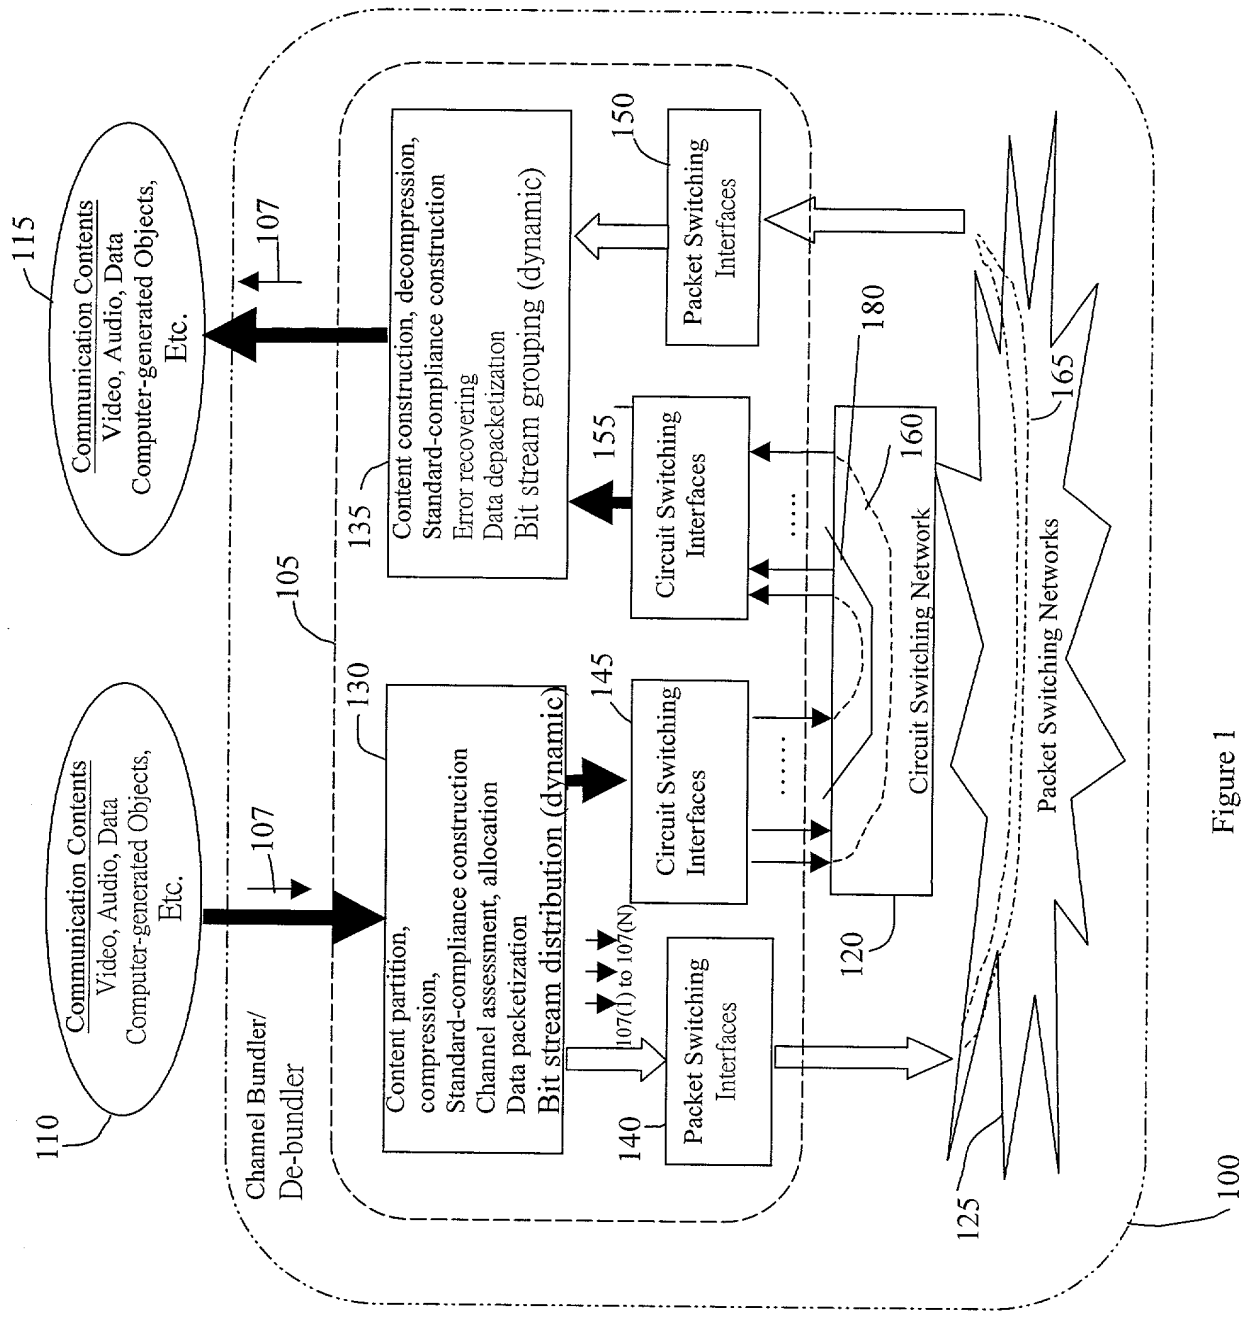 110
Communication Contents
Video, Audio, Data
Computer-generated Objects,
Etc.
115
Communication Contents
Video, Audio, Data
Computer-generated Objects,
Etc.
107
107
Channel Bundler/
De-bundler
105
130
Content partition,
compression,
Standard-compliance construction
Channel assessment, allocation
Data packetization
Bit stream distribution (dynamic)
135
Content construction, decompression,
Standard-compliance construction
Error recovering
Data depacketization
Bit stream grouping (dynamic)
107(1) to 107(N)
140
Packet Switching
Interfaces
145
Circuit Switching
Interfaces
155
Circuit Switching
Interfaces
150
Packet Switching
Interfaces
120
180
160
Circuit Switching Network
125
165
Packet Switching Networks
100
Figure 1